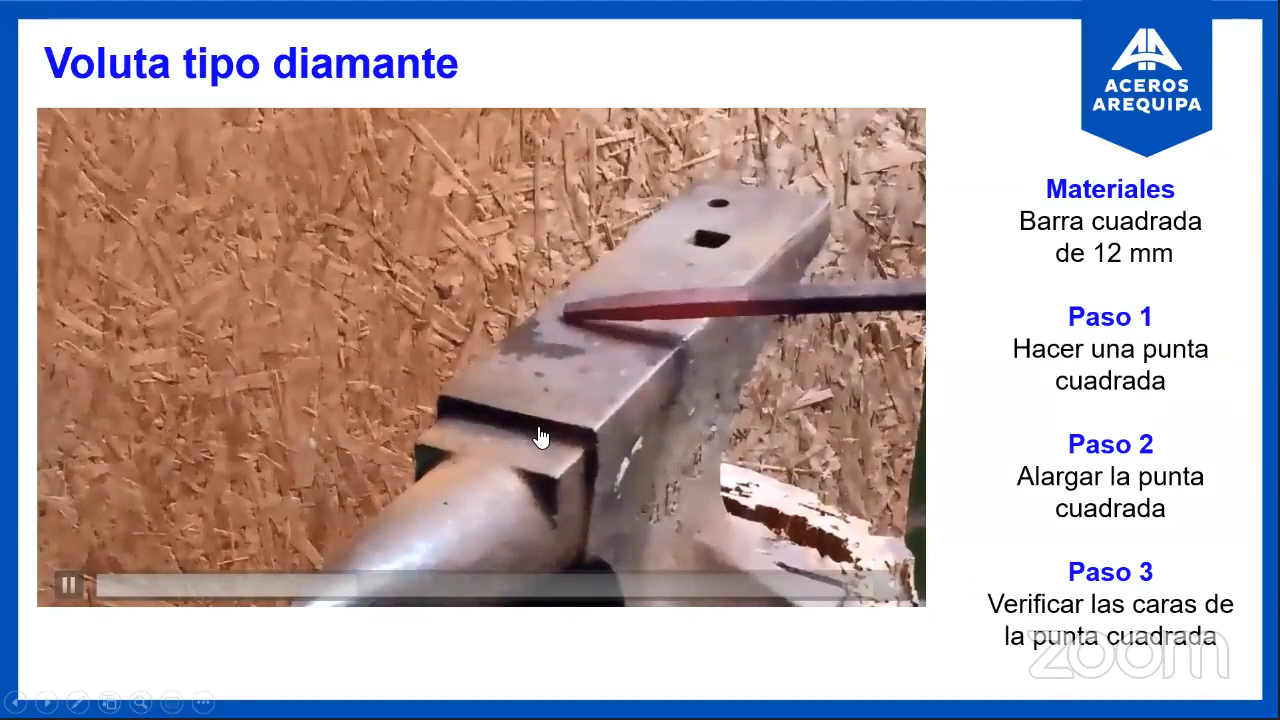 Voluta tipo diamante
ACEROS
AREQUIPA
Materiales
Barra cuadrada
de 12 mm
Paso 1
Hacer una punta
cuadrada
Paso 2
Alargar la punta
cuadrada
Paso 3
Verificar las caras de
la punta cuadrada
zoom